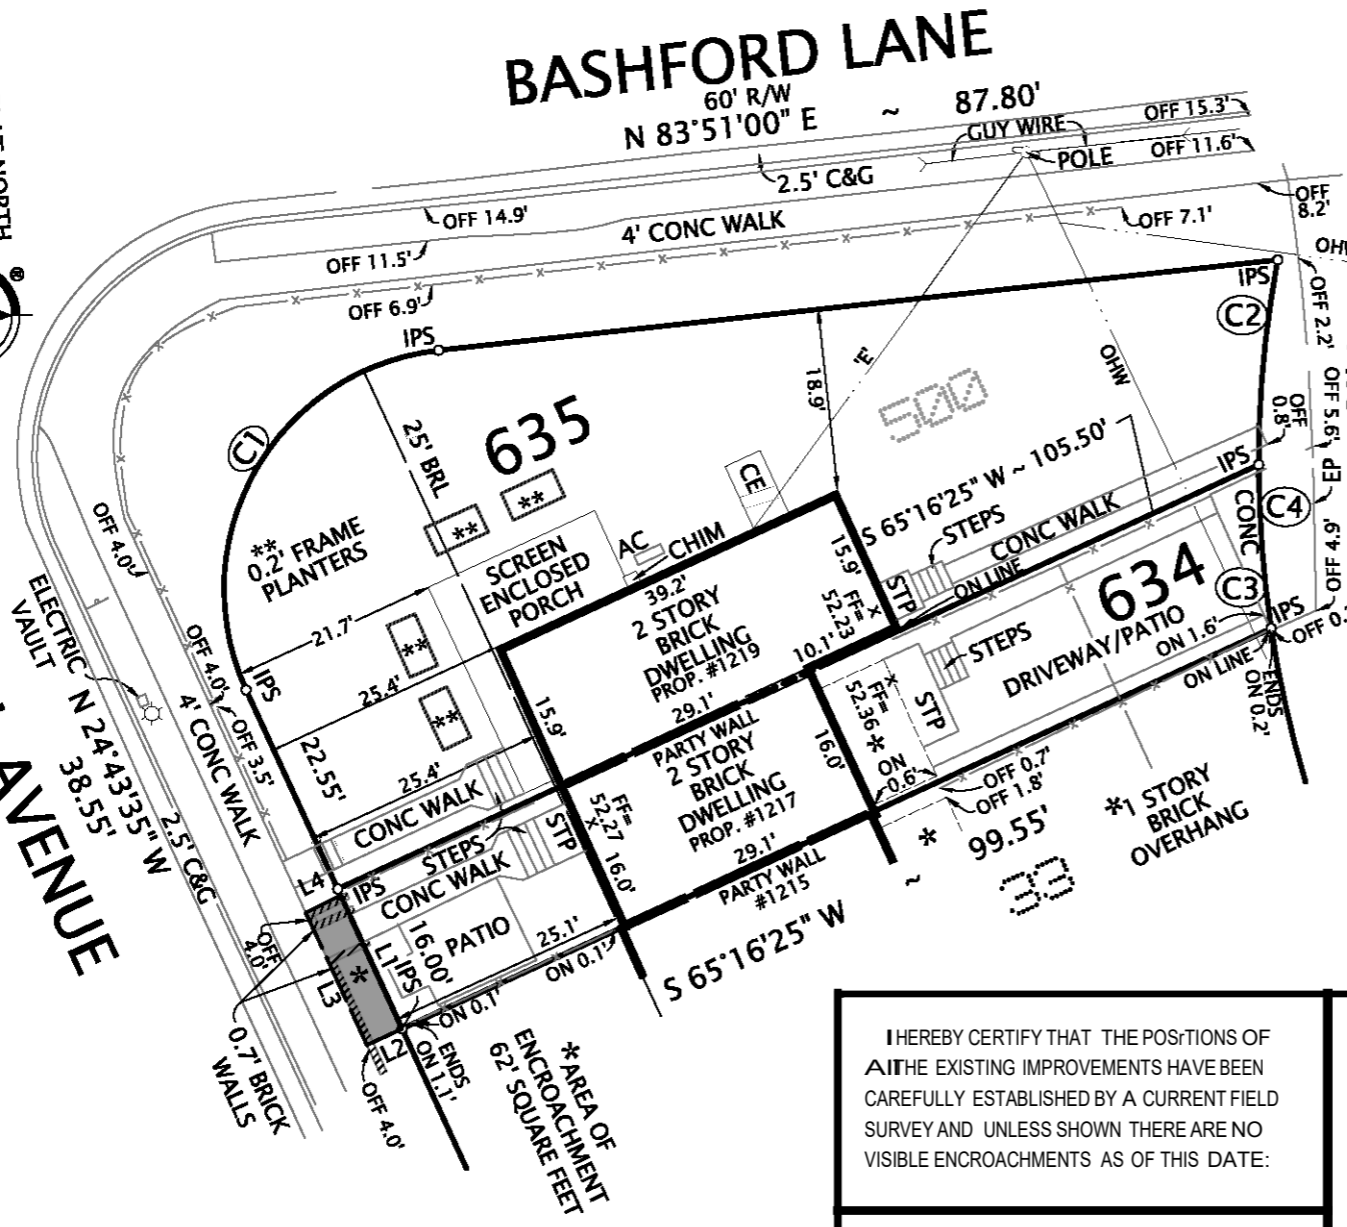 BASHFORD LANE
60' R/W
N 83°51'00" E ~ 87.80'
OFF 15.3'
GUY WIRE
POLE
OFF 11.6'
2.5' C&G
OFF 14.9'
4' CONC WALK
OFF 7.1'
OFF
8.2'
OFF 11.5'
OFF 6.9'
IPS
IPS
C2
OFF 2.2'
'E'
OHW
18.9'
500
C1
25' BRL
635
OFF
0.8'
OFF 5.6'
EP
S 65°16'25" W ~ 105.50'
IPS
CE
STEPS
CONC WALK
CONC
C4
OFF 4.9'
OFF 4.0'
**
0.2' FRAME
PLANTERS
**
**
SCREEN
ENCLOSED
PORCH
AC
CHIM
15.9'
STP
ON LINE
634
C3
IPS
39.2'
2 STORY
BRICK
DWELLING
PROP. #1219
FF=
52.23
X
10.1'
STEPS
DRIVEWAY/PATIO
ON 1.6'
ON LINE
ENDS
ON 0.2'
ELECTRIC
VAULT
OFF 4.0'
21.7'
**
25.4'
**
IPS
15.9'
29.1'
PARTY WALL
2 STORY
BRICK
DWELLING
PROP. #1217
29.1'
PARTY WALL
#1215
FF=
52.36
*
*
STP
16.0'
ON
0.6'
OFF 0.7'
OFF 1.8'
N 24°43'35" W
38.55'
4' CONC WALK
OFF 3.5'
22.55'
25.4'
CONC WALK
STEPS
CONC WALK
STP
FF=
52.27
X
16.0'
*
~
99.55'
33
*1 STORY
BRICK
OVERHANG
AVENUE
2.5' C&G
L4
IPS
OFF
4.0'
L1
16.00'
IPS
PATIO
25.1'
ON 0.1'
S 65°16'25" W
*
L3
L2
ON 0.1'
ENDS
ON 1.1'
0.7' BRICK
WALLS
OFF 4.0'
*AREA OF
ENCROACHMENT
62' SQUARE FEET
I HEREBY CERTIFY THAT THE POSrTIONS OF
AITHE EXISTING IMPROVEMENTS HAVE BEEN
CAREFULLY ESTABLISHED BY A CURRENT FIELD
SURVEY AND UNLESS SHOWN THERE ARE NO
VISIBLE ENCROACHMENTS AS OF THIS DATE: